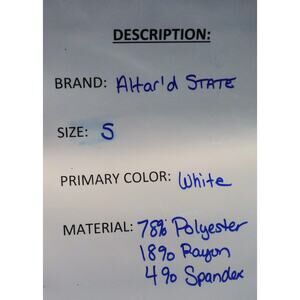 DESCRIPTION:
BRAND: Altar'd STATE
SIZE: S
PRIMARY COLOR: White
MATERIAL: 78% Polyester
18% Rayon
4% Spandex